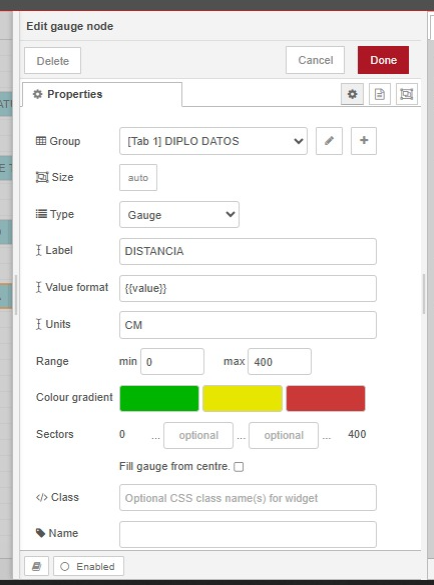 Edit gauge node
Delete
Cancel
Done
Properties
Group
[Tab 1] DIPLO DATOS
Size
auto
Type
Gauge
Label
DISTANCIA
Value format
{{value}}
Units
CM
Range
min 0
max 400
Colour gradient
Sectors
0 ... optional ... optional ... 400
Fill gauge from centre.
</> Class
Optional CSS class name(s) for widget
Name
Enabled